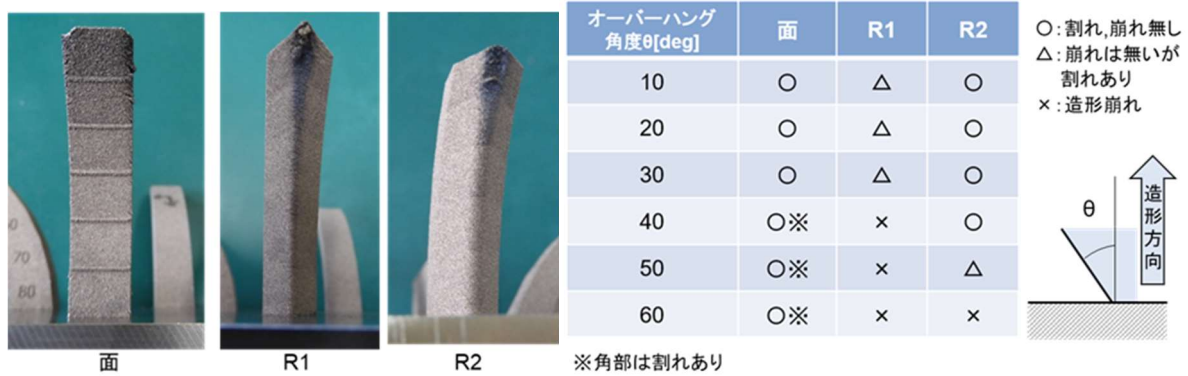 60
70
80
面
R1
R2
オーバーハング
角度θ[deg]
面
R1
R2
10
○
△
○
20
○
△
○
30
○
△
○
40
○※
×
○
50
○※
×
△
60
○※
×
×
※角部は割れあり
○:割れ,崩れ無し
△:崩れは無いが
割れあり
×:造形崩れ
θ
造形方向